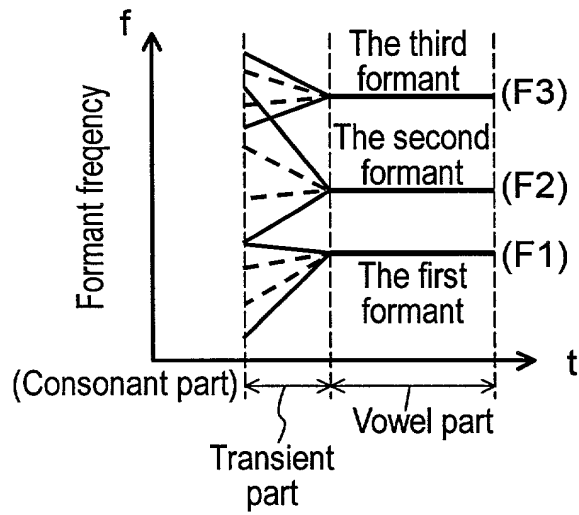 f
Formant freqency
The third
formant
(F3)
The second
formant
(F2)
(F1)
The first
formant
t
(Consonant part)
Vowel part
Transient
part